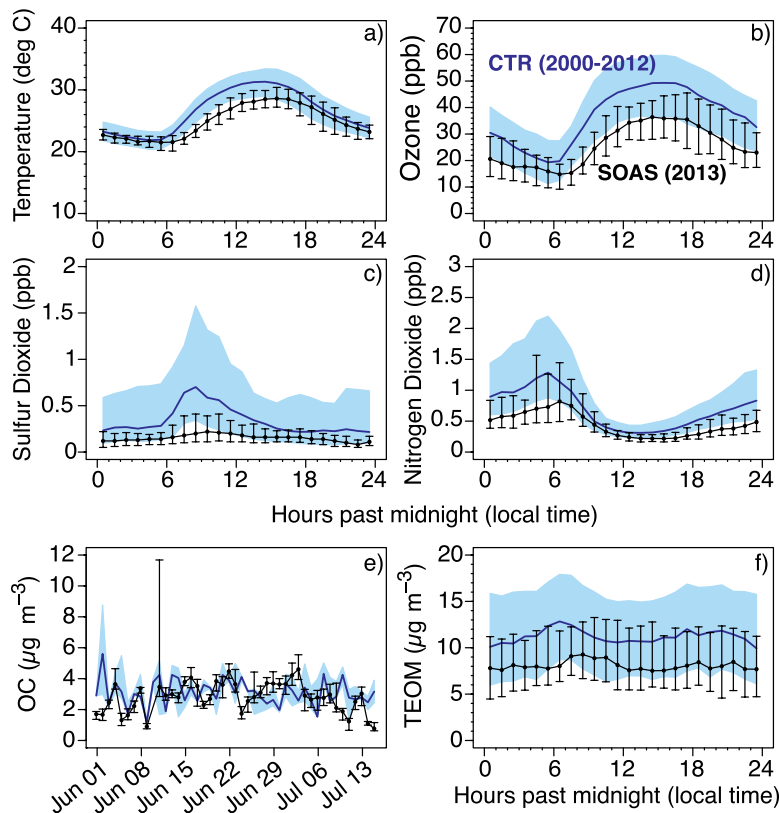 a)
Temperature (deg C)
40
30
20
10
0
6
12
18
24
b)
Ozone (ppb)
70
60
50
40
30
20
10
0
CTR (2000-2012)
SOAS (2013)
0
6
12
18
24
c)
Sulfur Dioxide (ppb)
2
1.5
1
0.5
0
0
6
12
18
24
d)
Nitrogen Dioxide (ppb)
3
2.5
2
1.5
1
0.5
0
0
6
12
18
24
Hours past midnight (local time)
e)
OC (µg m⁻³)
12
10
8
6
4
2
0
Jun 01
Jun 08
Jun 15
Jun 22
Jun 29
Jul 06
Jul 13
f)
TEOM (µg m⁻³)
20
15
10
5
0
0
6
12
18
24
Hours past midnight (local time)